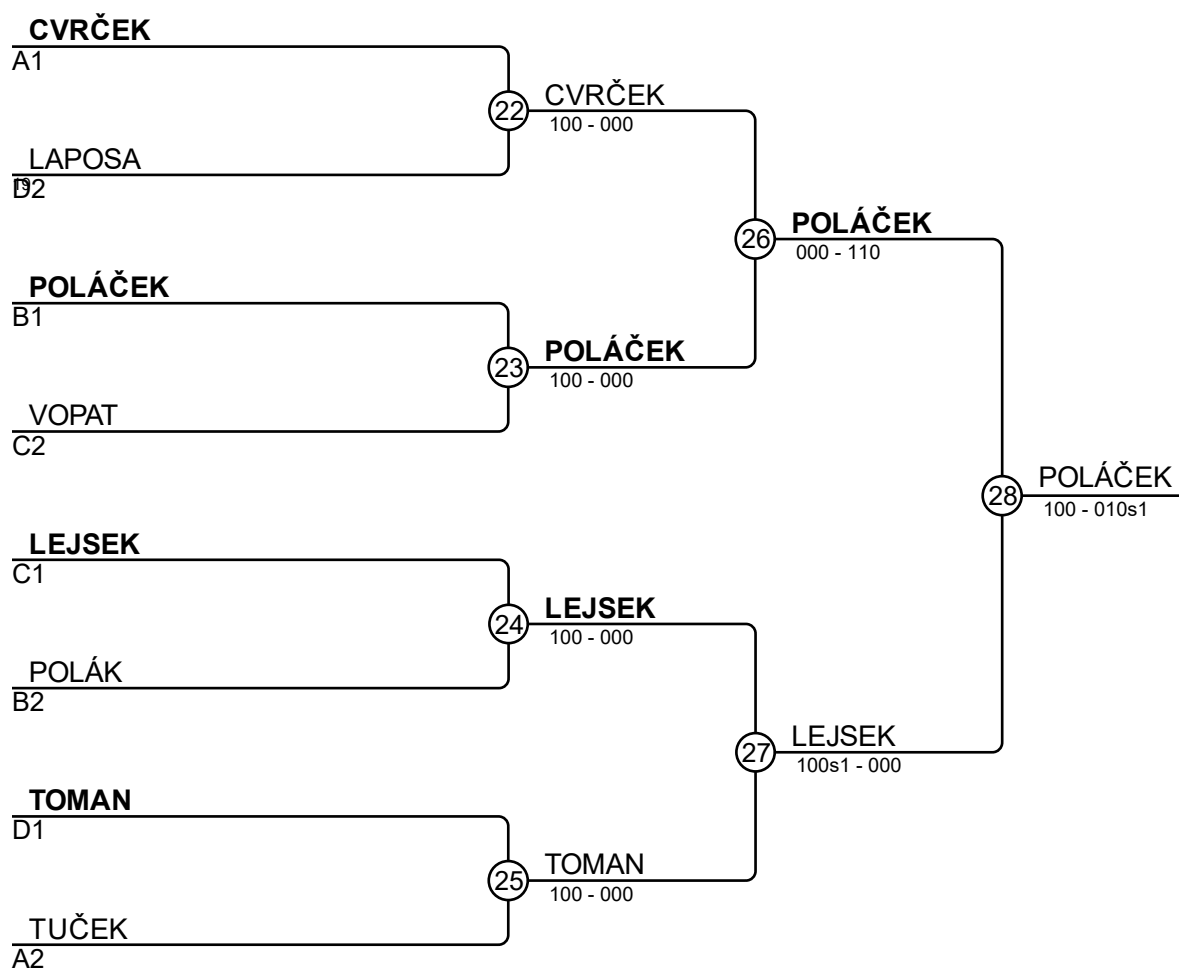 CVRČEK
A1
22
CVRČEK
100 - 000
LAPOSA
19
D2
26
POLÁČEK
000 - 110
POLÁČEK
B1
23
POLÁČEK
100 - 000
VOPAT
C2
28
POLÁČEK
100 - 010s1
LEJSEK
C1
24
LEJSEK
100 - 000
POLÁK
B2
27
LEJSEK
100s1 - 000
TOMAN
D1
25
TOMAN
100 - 000
TUČEK
A2